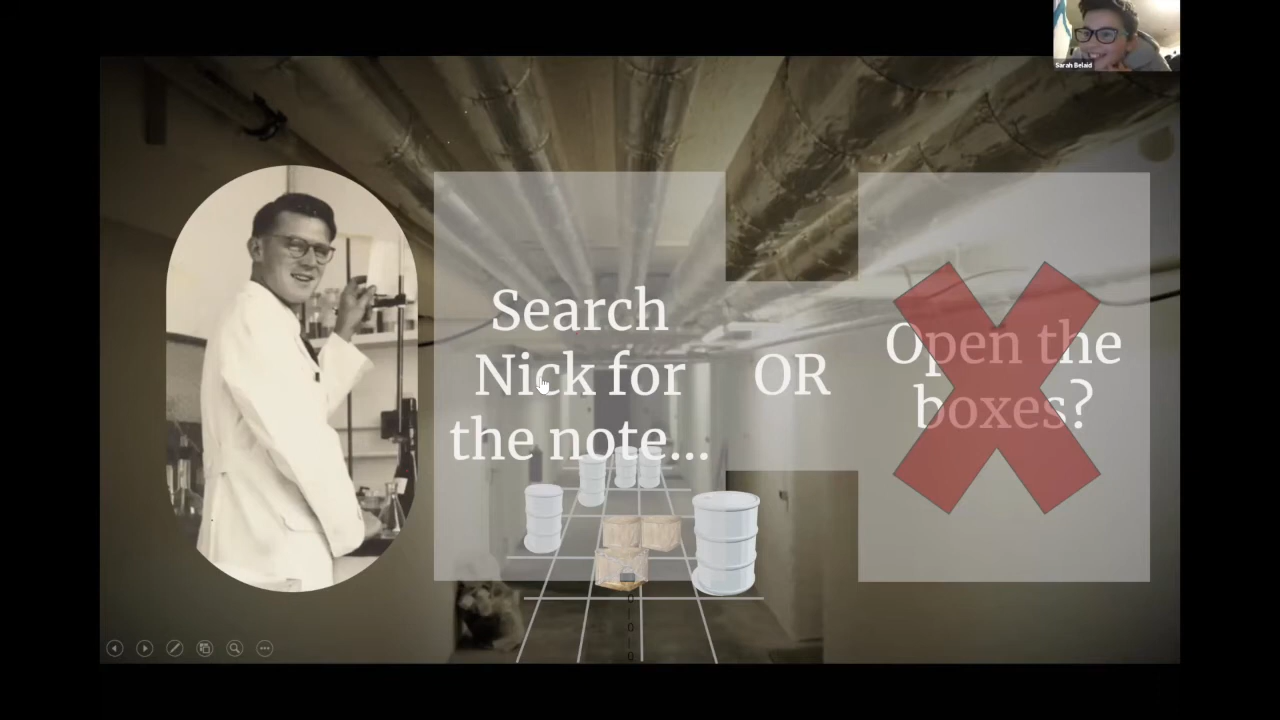 Sarah Belaid
Search
Nick for
the note...
OR
Open the
boxes?